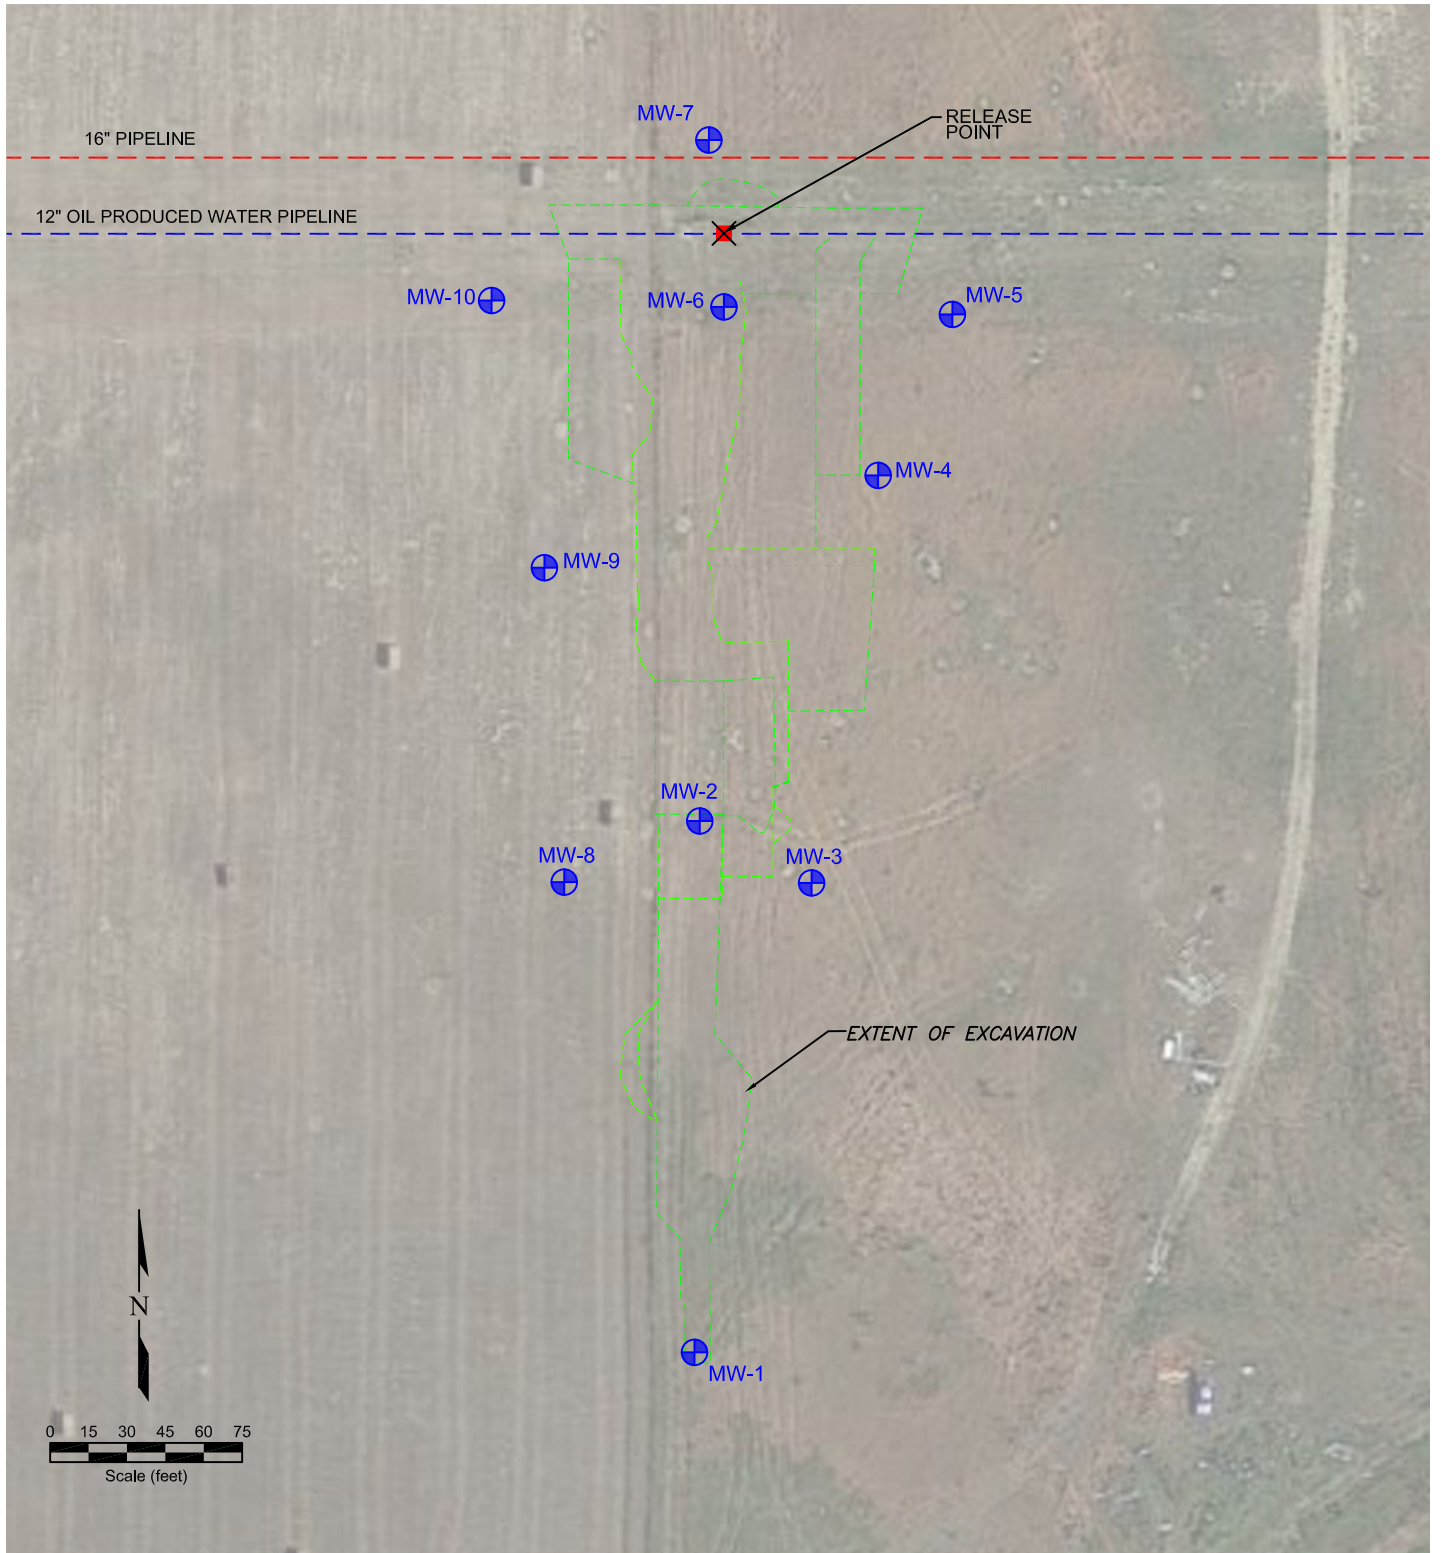 MW-7
RELEASE
POINT
16" PIPELINE
12" OIL PRODUCED WATER PIPELINE
MW-10
MW-6
MW-5
MW-4
MW-9
MW-2
MW-8
MW-3
EXTENT OF EXCAVATION
N
MW-1
0 15 30 45 60 75
Scale (feet)